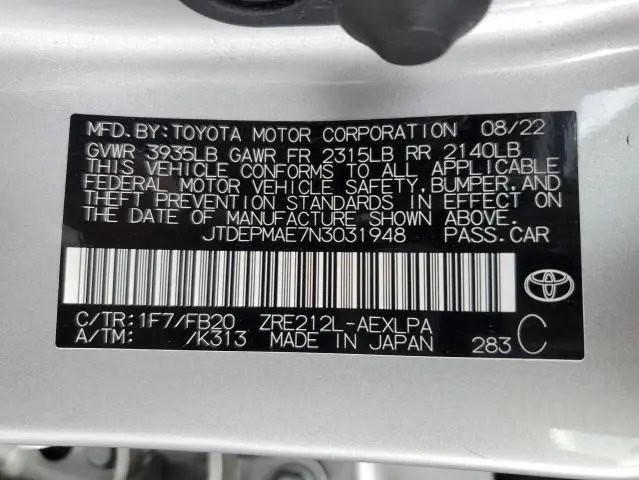 MFD.BY:TOYOTA MOTOR CORPORATION 08/22
GVWR 3935LB GAWR FR 2315LB RR 2140LB
THIS VEHICLE CONFORMS TO ALL APPLICABLE
FEDERAL MOTOR VEHICLE SAFETY,BUMPER,AND
THEFT PREVENTION STANDARDS IN EFFECT ON
THE DATE OF MANUFACTURE SHOWN ABOVE.
JTDEPMAE7N3031948 PASS.CAR
C/TR:1F7/FB20 ZRE212L-AEXLPA
A/TM: /K313 MADE IN JAPAN 283 C